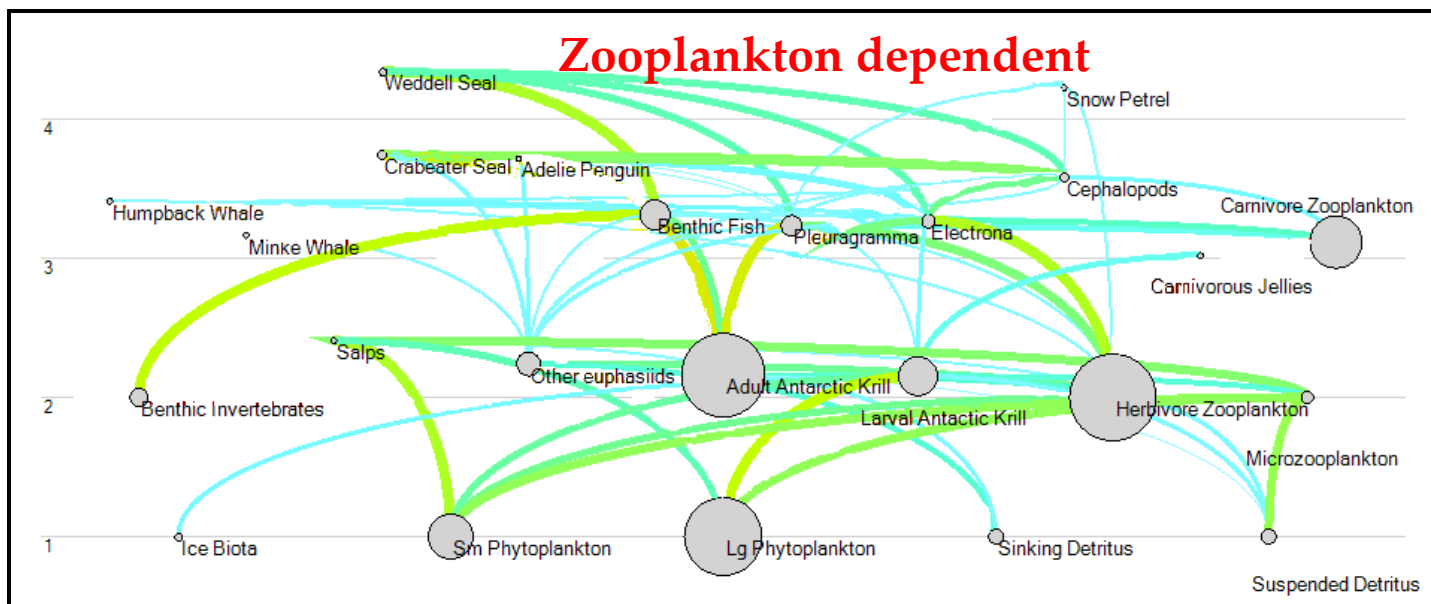 Zooplankton dependent
Weddell Seal
Snow Petrel
4
Crabeater Seal
Adelie Penguin
Cephalopods
Humpback Whale
Benthic Fish
Pleuragramma
Electrona
Carnivore Zooplankton
Minke Whale
3
Carnivorous Jellies
Salps
Other euphasiids
Adult Antarctic Krill
2
Benthic Invertebrates
Larval Antactic Krill
Herbivore Zooplankton
Microzooplankton
1
Ice Biota
Sm Phytoplankton
Lg Phytoplankton
Sinking Detritus
Suspended Detritus